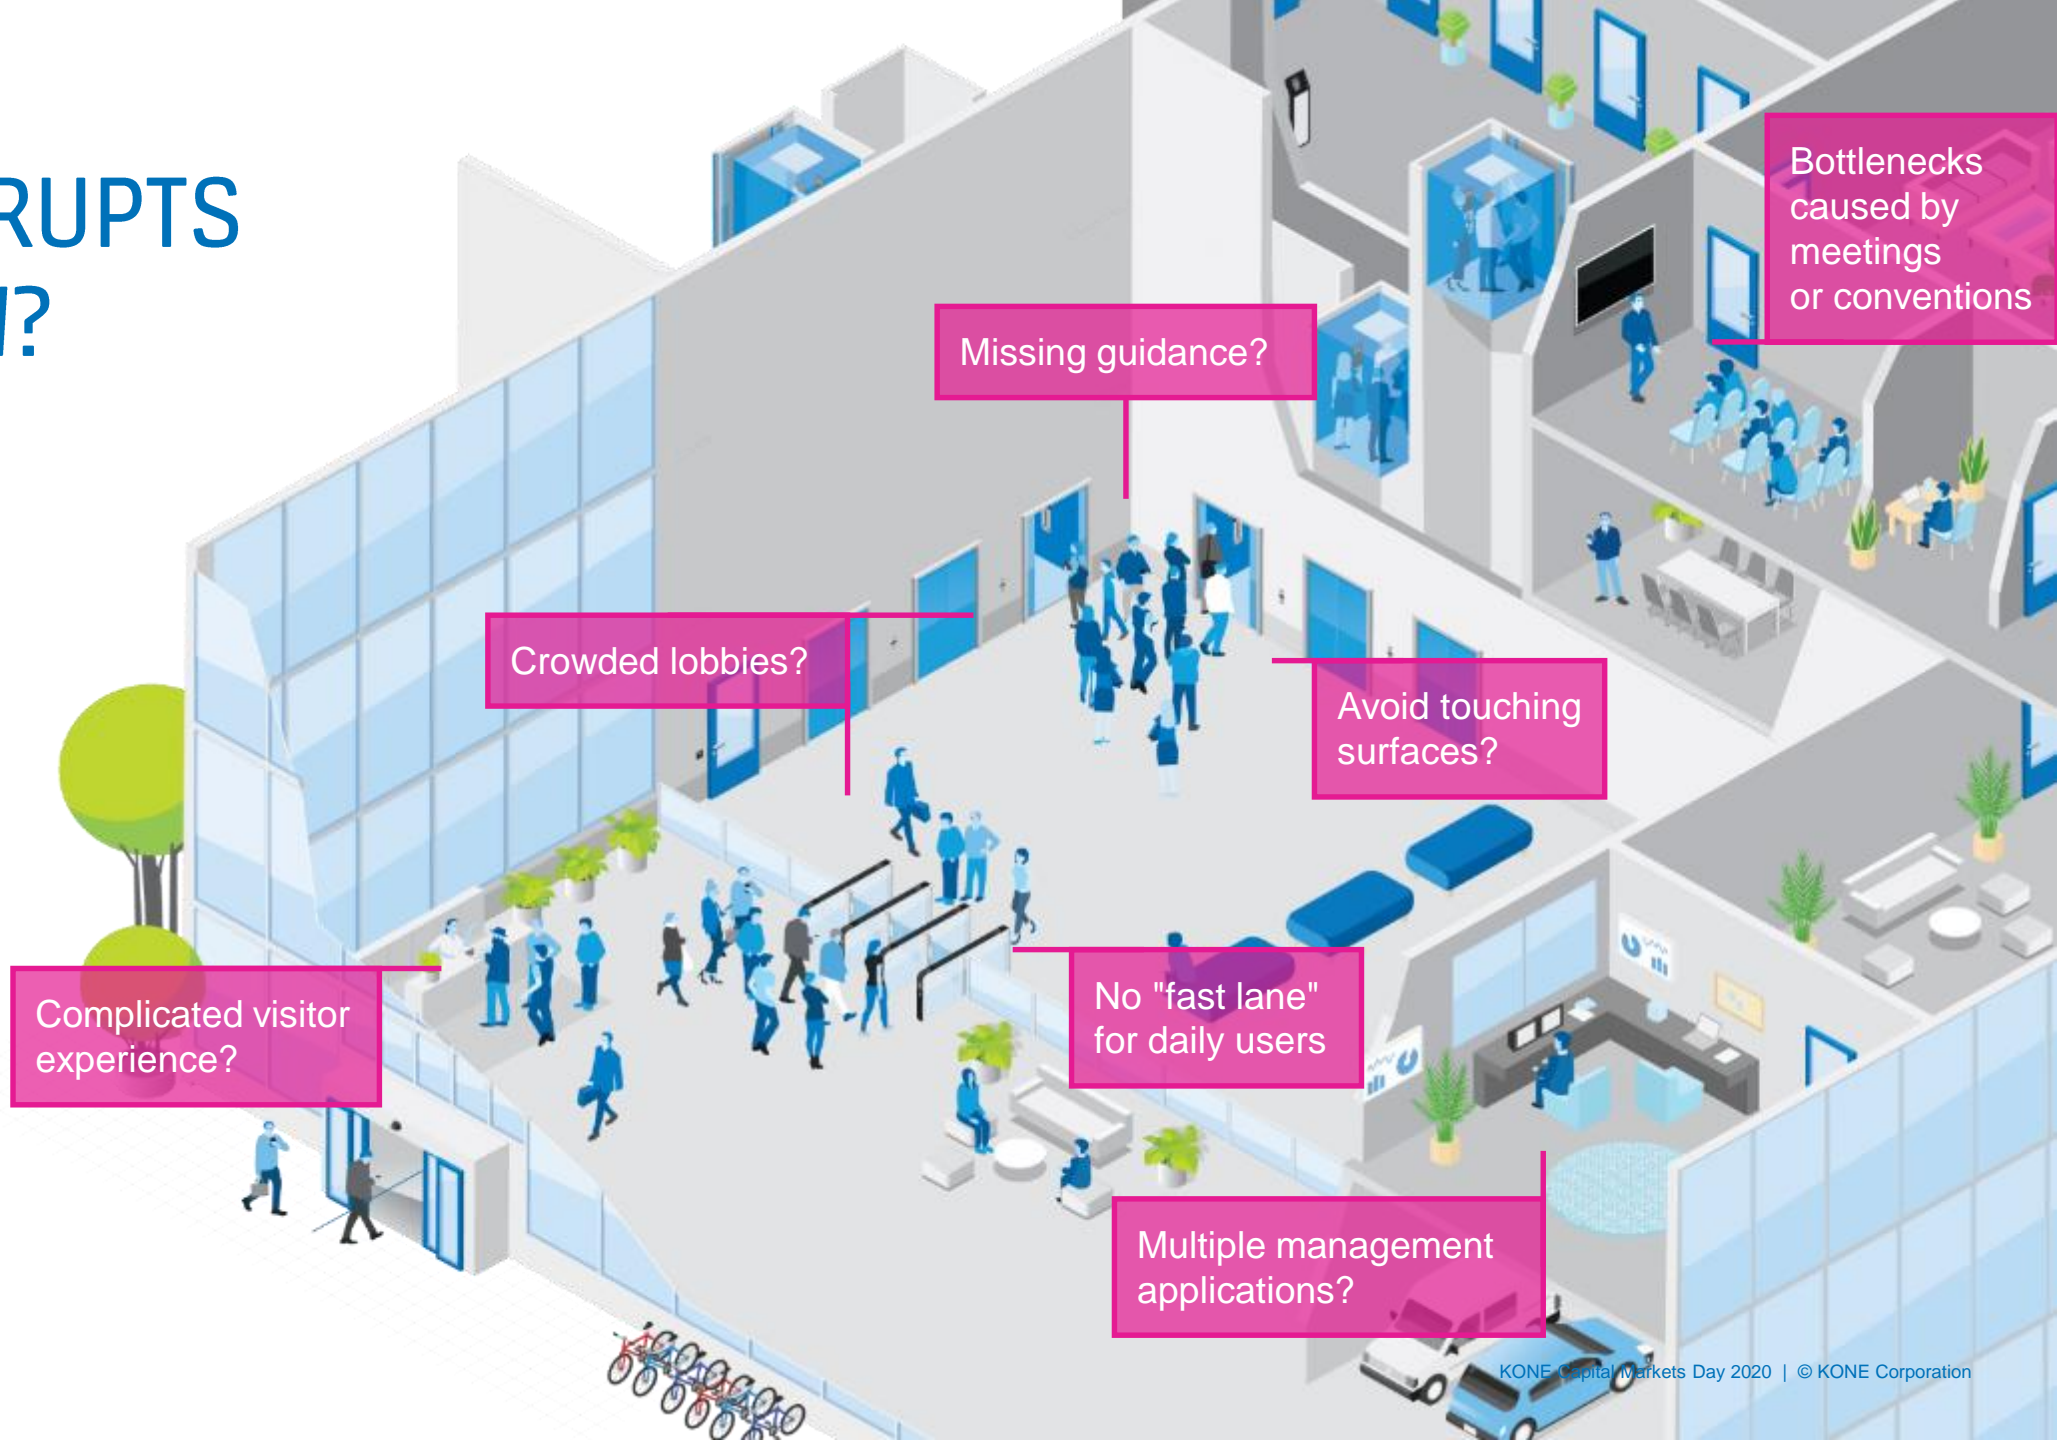 RUPTS
?
Bottlenecks
caused by
meetings
or conventions
Missing guidance?
Crowded lobbies?
Avoid touching
surfaces?
Complicated visitor
experience?
No "fast lane"
for daily users
Multiple management
applications?
KONE Capital Markets Day 2020 | © KONE Corporation